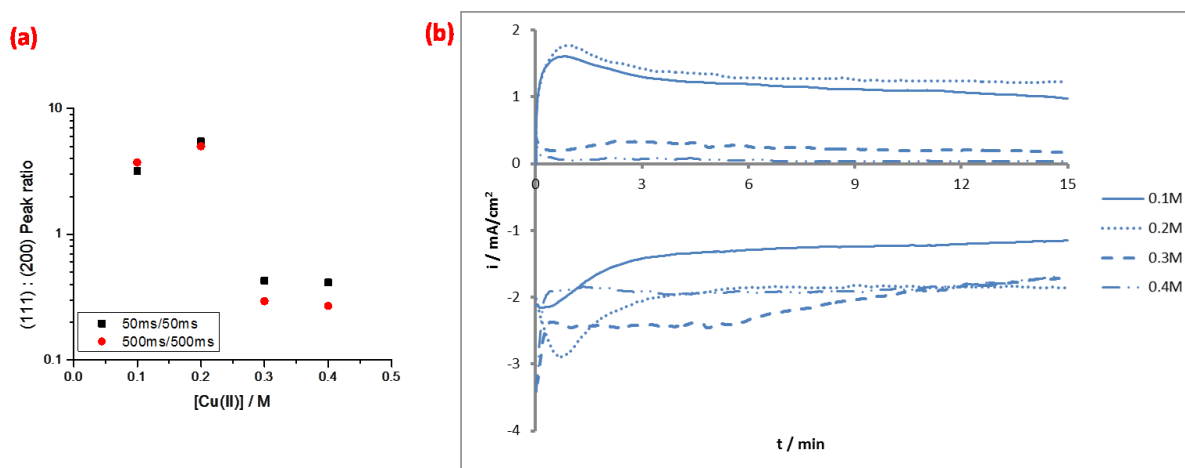 (a)
10
1
0.1
0.0 0.1 0.2 0.3 0.4 0.5
(111) : (200) Peak ratio
[Cu(II)] / M
50ms/50ms
500ms/500ms
(b)
2
1
0
-1
-2
-3
-4
0 3 6 9 12 15
i / mA/cm²
t / min
0.1M
0.2M
0.3M
0.4M